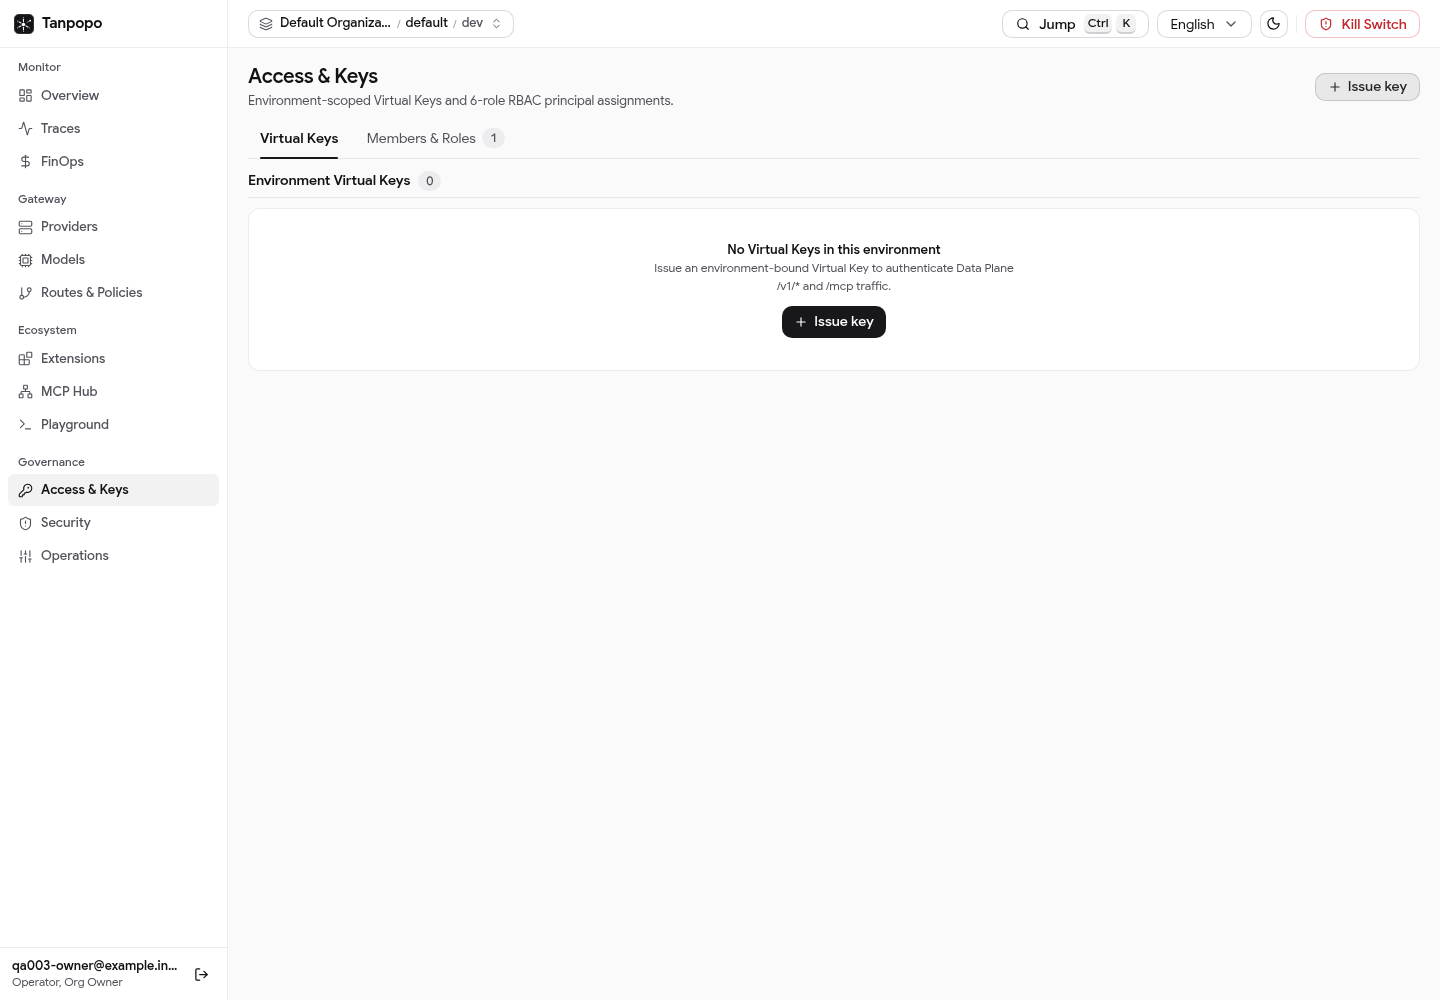 Tanpopo
Default Organiza... / default / dev
Jump Ctrl K
English
Kill Switch
Monitor
Overview
Traces
FinOps
Gateway
Providers
Models
Routes & Policies
Ecosystem
Extensions
MCP Hub
Playground
Governance
Access & Keys
Security
Operations
qa003-owner@example.in...
Operator, Org Owner
Access & Keys
Environment-scoped Virtual Keys and 6-role RBAC principal assignments.
Issue key
Virtual Keys
Members & Roles 1
Environment Virtual Keys 0
No Virtual Keys in this environment
Issue an environment-bound Virtual Key to authenticate Data Plane
/v1/* and /mcp traffic.
Issue key